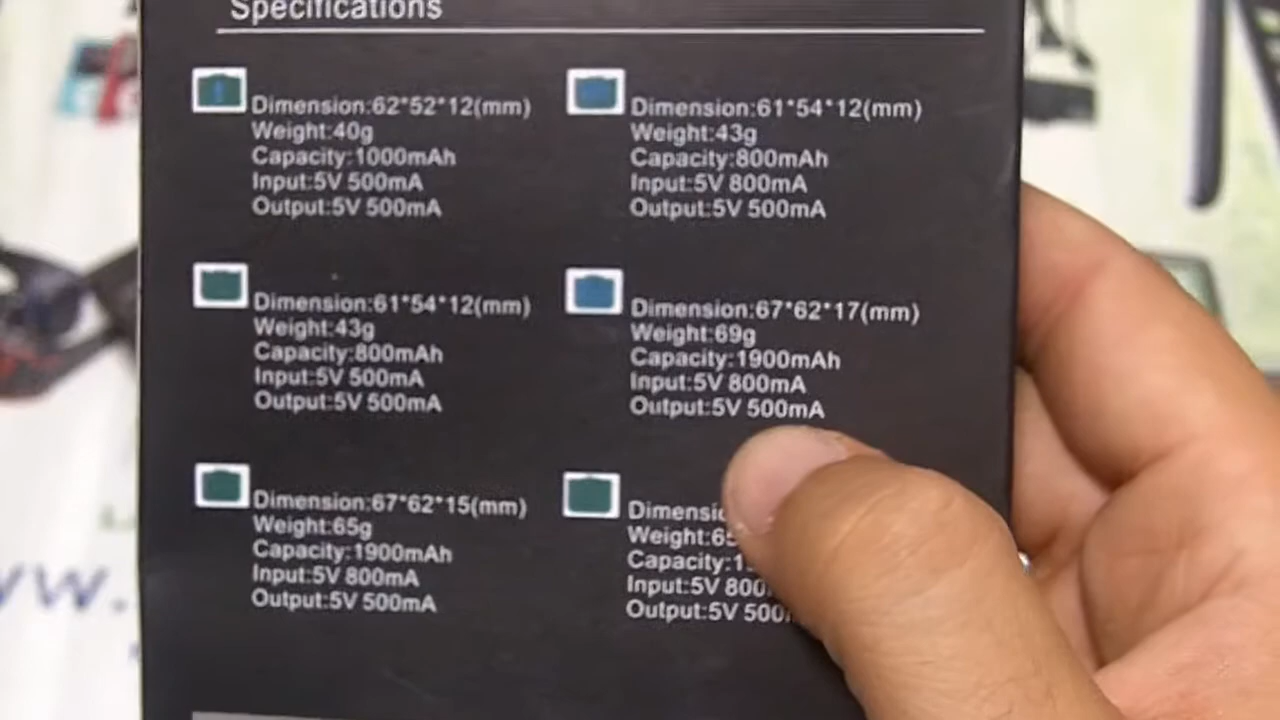 Specifications
Dimension:62*52*12(mm)
Weight:40g
Capacity:1000mAh
Input:5V 500mA
Output:5V 500mA
Dimension:61*54*12(mm)
Weight:43g
Capacity:800mAh
Input:5V 800mA
Output:5V 500mA
Dimension:61*54*12(mm)
Weight:43g
Capacity:800mAh
Input:5V 500mA
Output:5V 500mA
Dimension:67*62*17(mm)
Weight:69g
Capacity:1900mAh
Input:5V 800mA
Output:5V 500mA
Dimension:67*62*15(mm)
Weight:65g
Capacity:1900mAh
Input:5V 800mA
Output:5V 500mA
Weight:
Capacity:
Input:5V 800
Output:5V 500